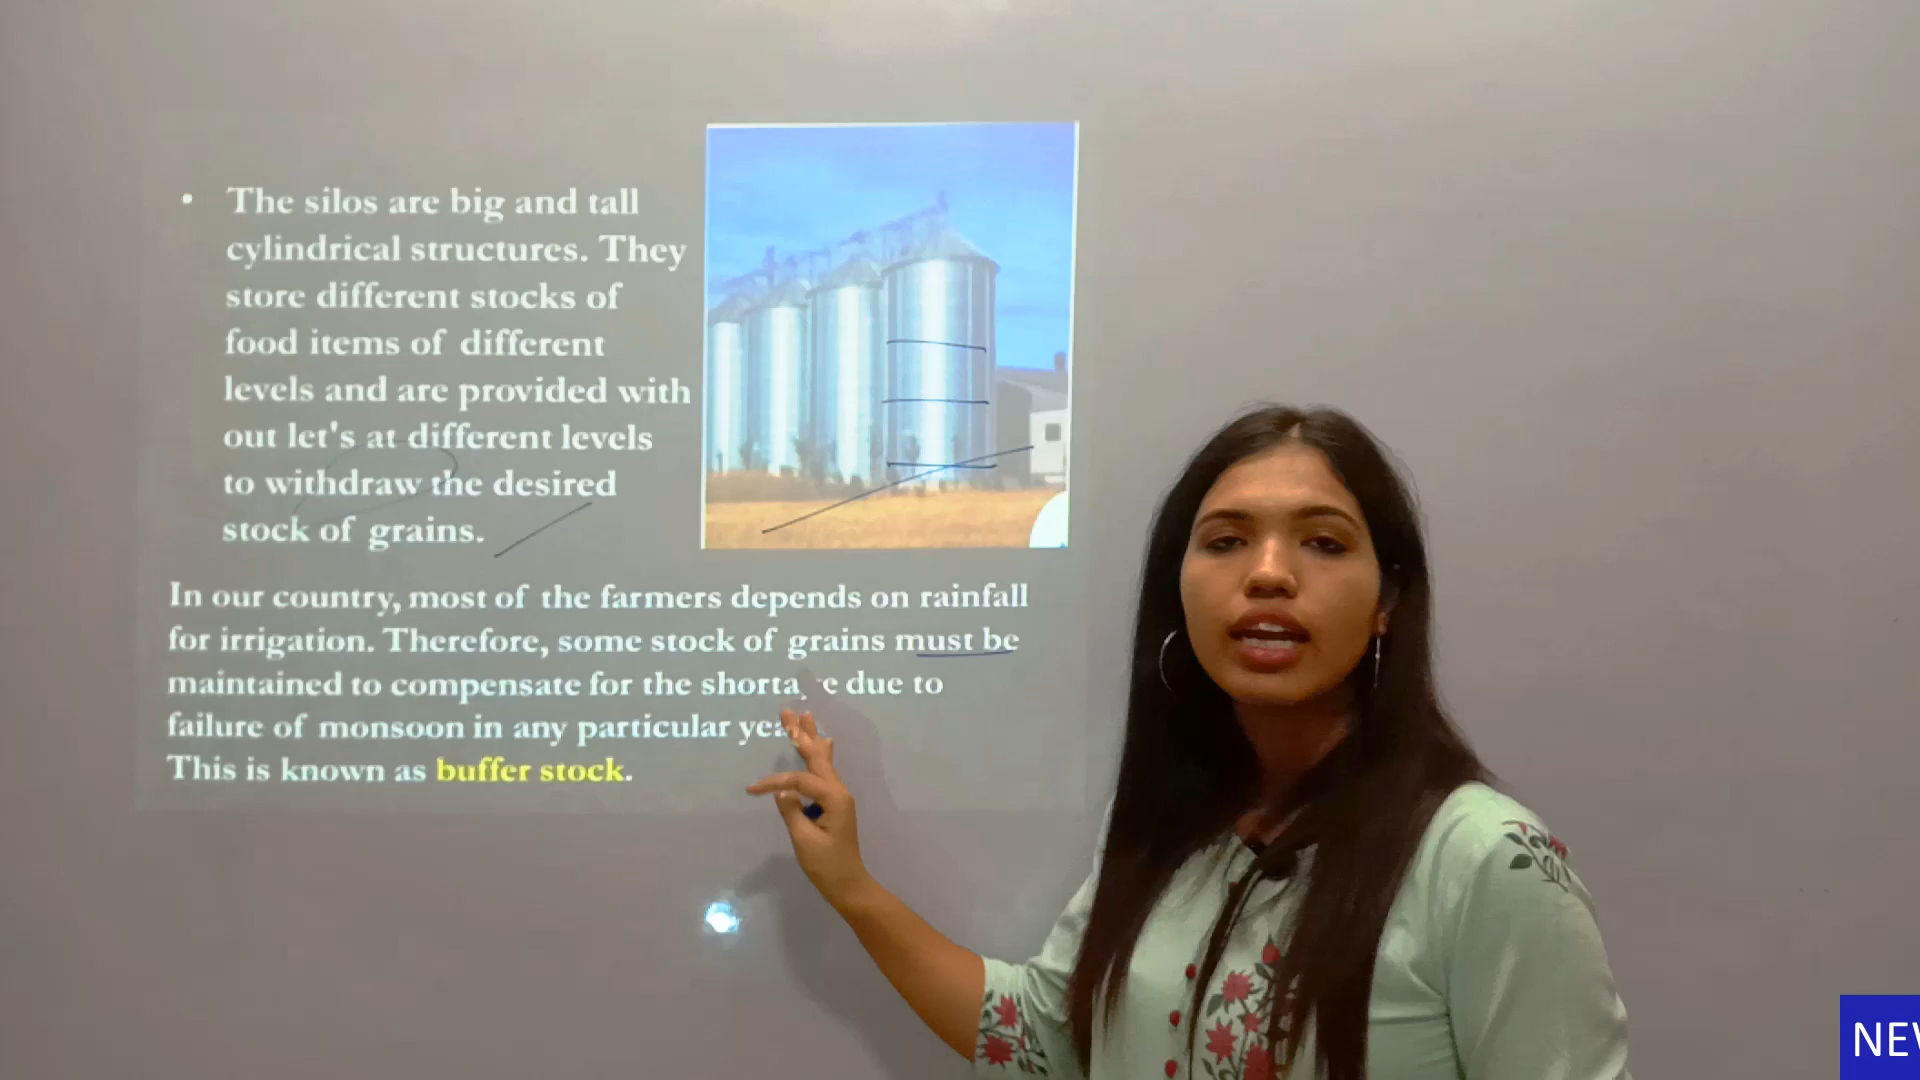 • The silos are big and tall
cylindrical structures. They
store different stocks of
food items of different
levels and are provided with
out let's at different levels
to withdraw the desired
stock of grains.
In our country, most of the farmers depends on rainfall
for irrigation. Therefore, some stock of grains must be
maintained to compensate for the due to
failure of monsoon in any particular
This is known as buffer stock.